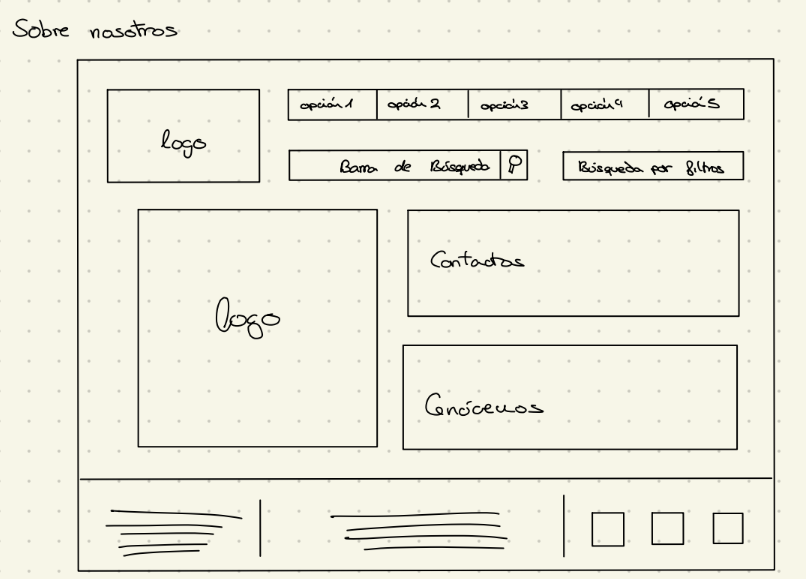 Sobre nosotros
logo
opción 1 opción 2 opción 3 opción 4 opción 5
Barra de Búsqueda
Búsqueda por filtros
logo
Contactos
Conócenos